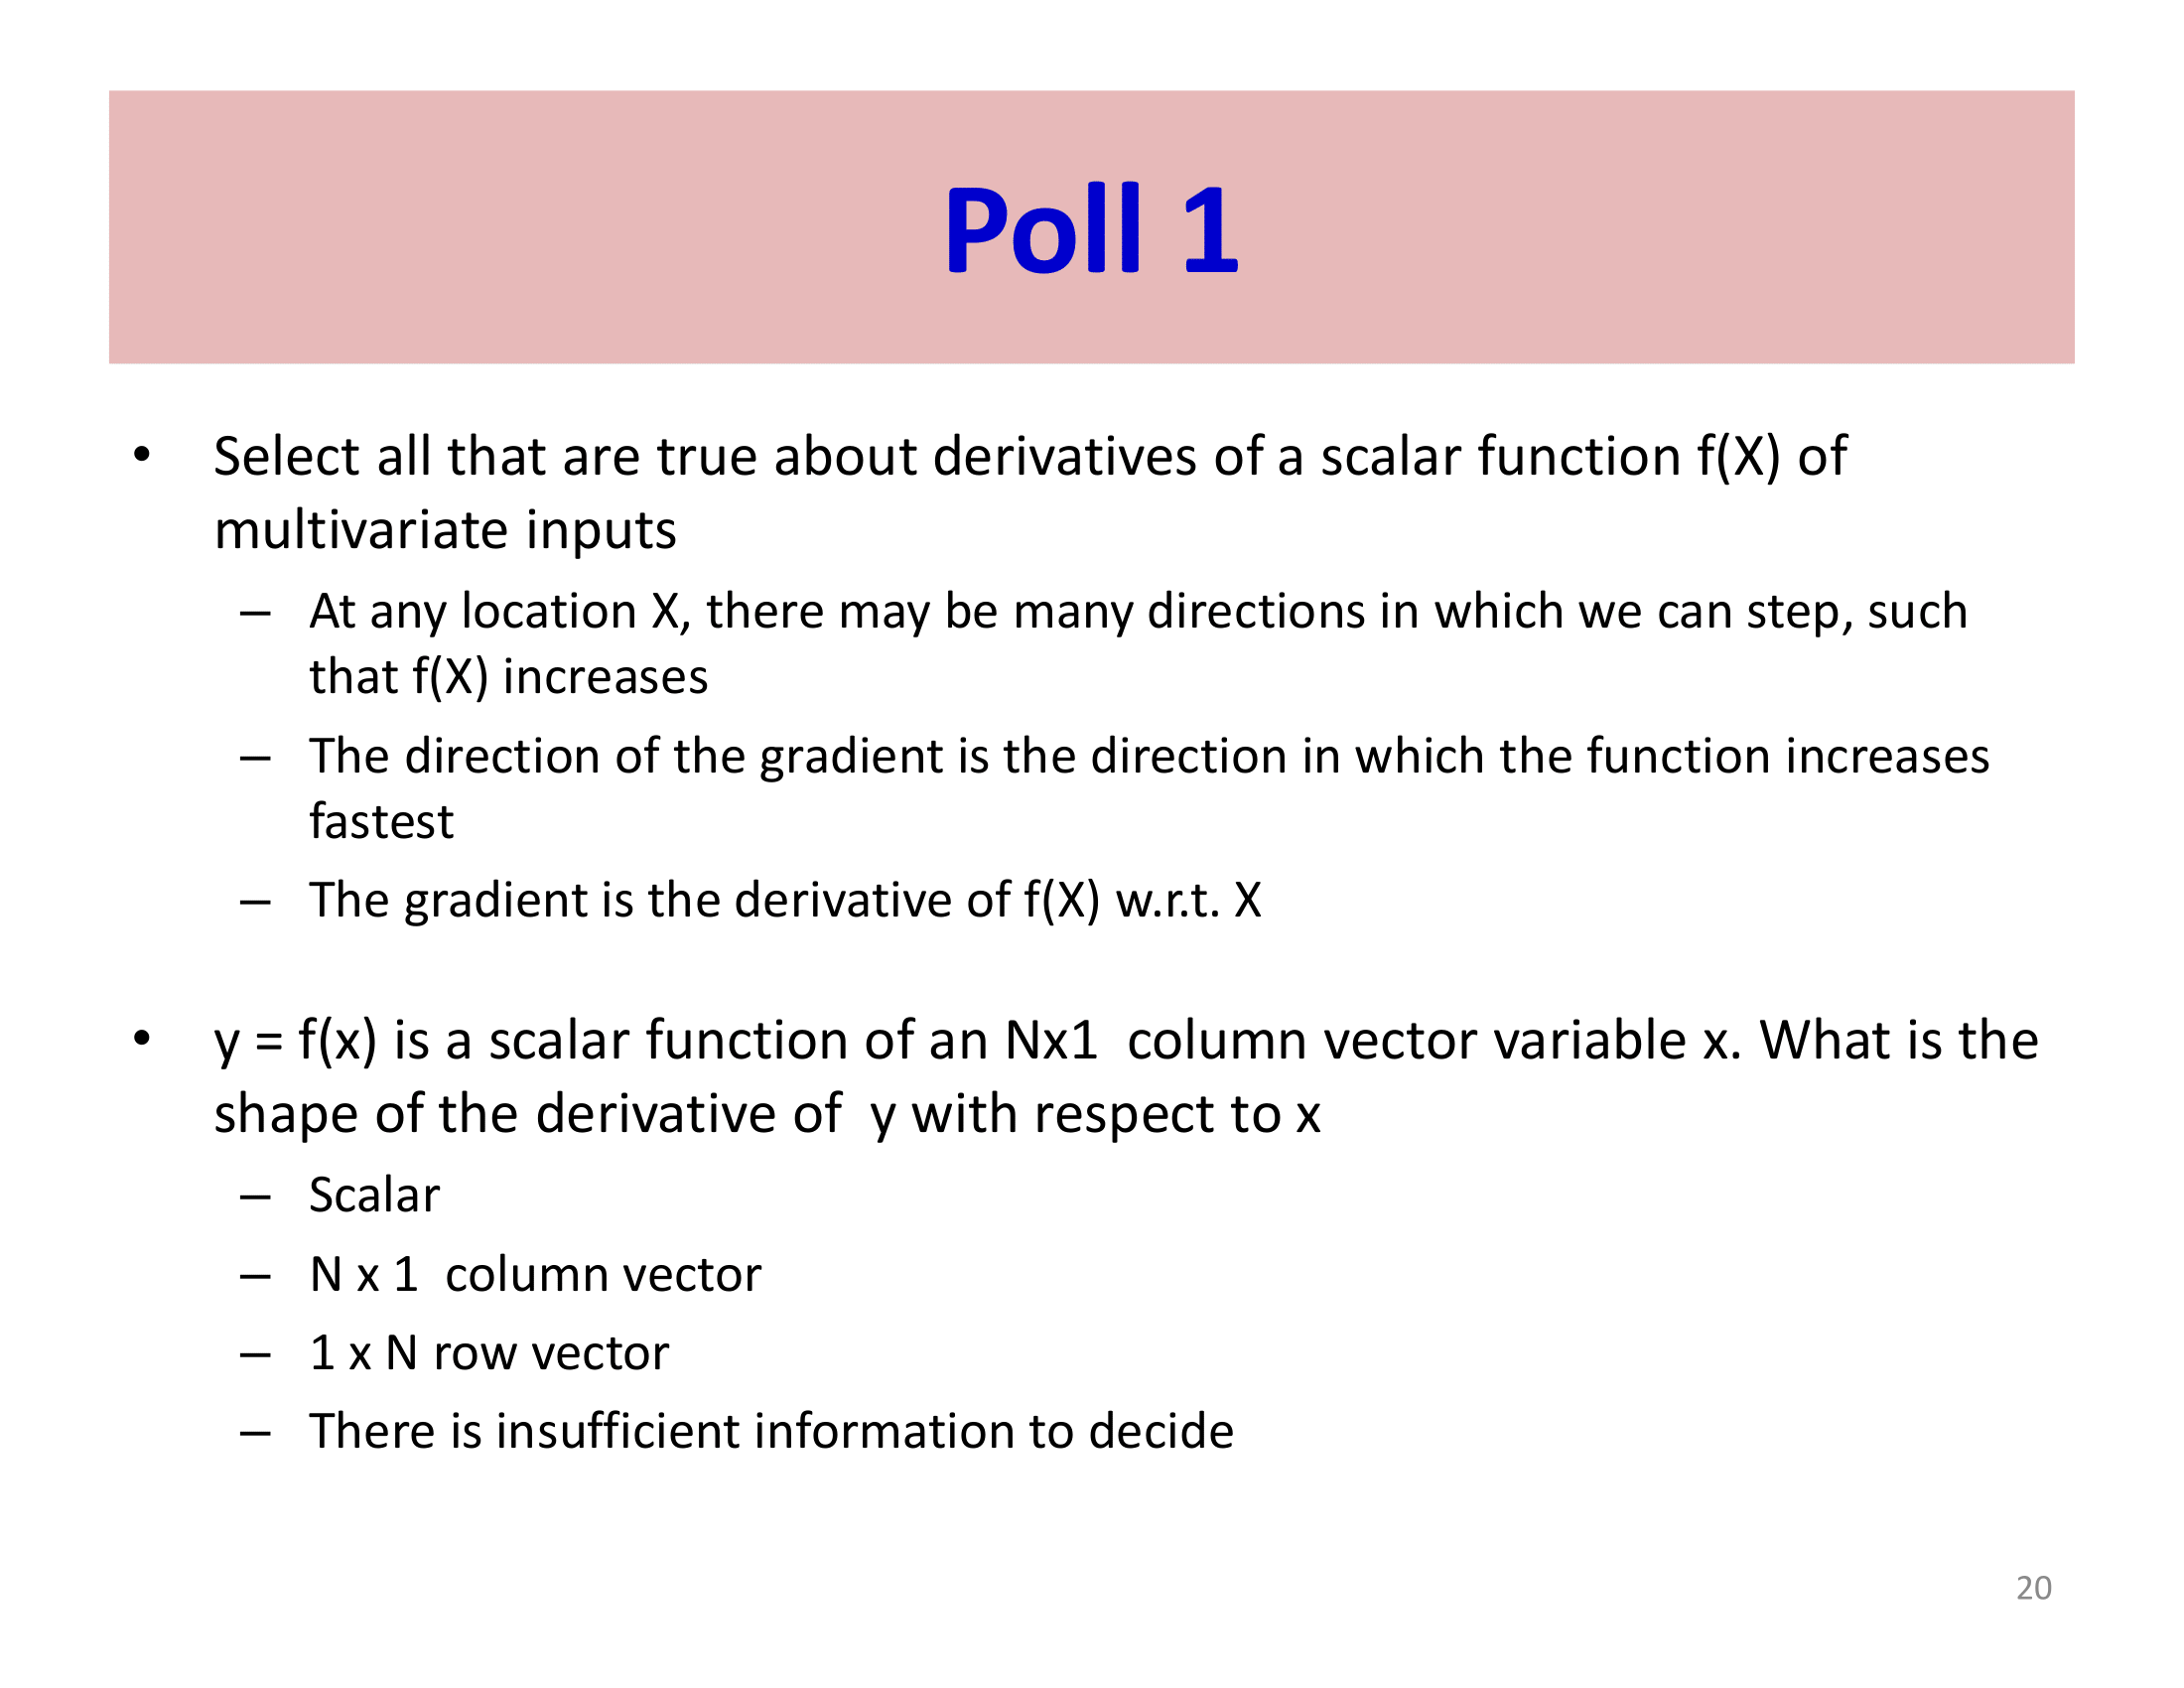 Poll 1
• Select all that are true about derivatives of a scalar function f(X) of
multivariate inputs
– At any location X, there may be many directions in which we can step, such
that f(X) increases
– The direction of the gradient is the direction in which the function increases
fastest
– The gradient is the derivative of f(X) w.r.t. X
• y = f(x) is a scalar function of an Nx1 column vector variable x. What is the
shape of the derivative of y with respect to x
– Scalar
– N x 1 column vector
– 1 x N row vector
– There is insufficient information to decide
20